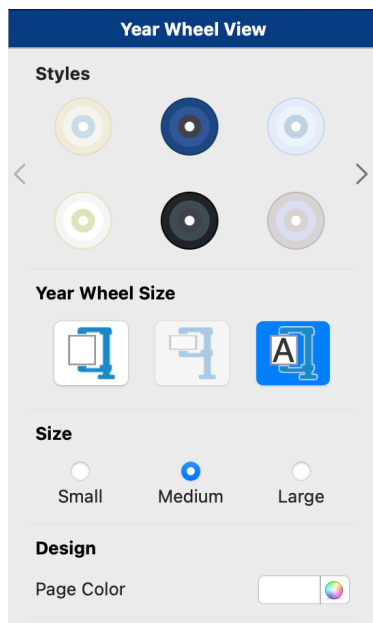 Year Wheel View
Styles
Year Wheel Size
A
Size
Small Medium Large
Design
Page Color